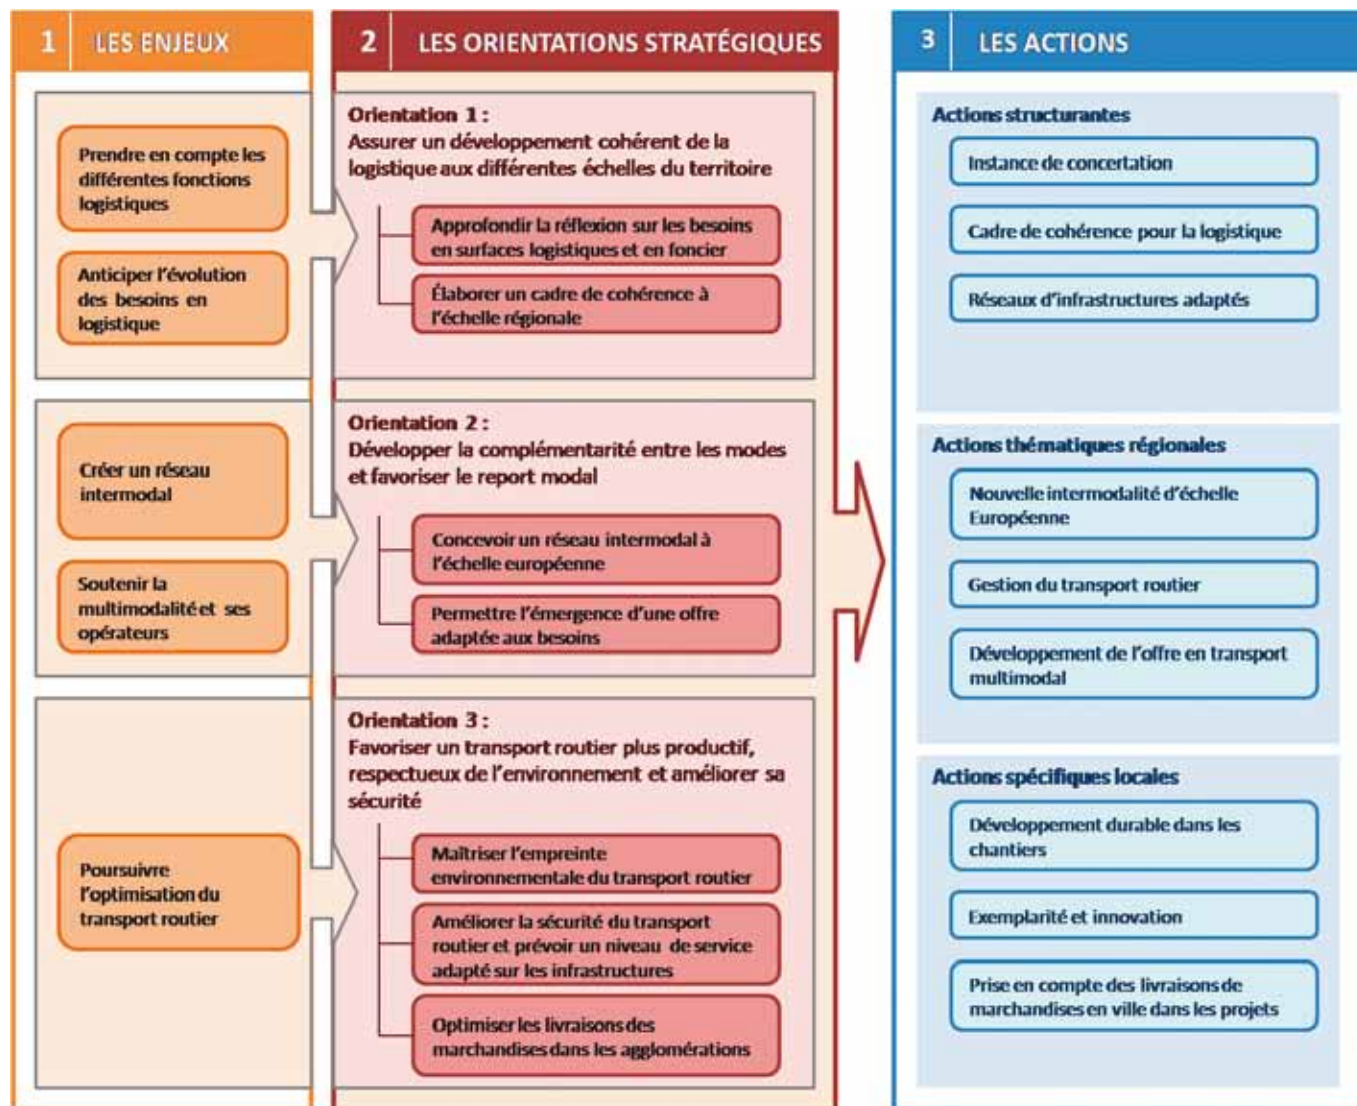 1 LES ENJEUX
Prendre en compte les
différentes fonctions
logistiques
Anticiper l'évolution
des besoins en
logistique
Créer un réseau
intermodal
Soutenir la
multimodalité et ses
opérateurs
Poursuivre
l'optimisation du
transport routier
2 LES ORIENTATIONS STRATÉGIQUES
Orientation 1 :
Assurer un développement cohérent de la
logistique aux différentes échelles du territoire
Approfondir la réflexion sur les besoins
en surfaces logistiques et en foncier
Élaborer un cadre de cohérence à
l'échelle régionale
Orientation 2 :
Développer la complémentarité entre les modes
et favoriser le report modal
Concevoir un réseau intermodal à
l'échelle européenne
Permettre l'émergence d'une offre
adaptée aux besoins
Orientation 3 :
Favoriser un transport routier plus productif,
respectueux de l'environnement et améliorer sa
sécurité
Maîtriser l'empreinte
environnementale du transport routier
Améliorer la sécurité du transport
routier et prévoir un niveau de service
adapté sur les infrastructures
Optimiser les livraisons des
marchandises dans les agglomérations
3 LES ACTIONS
Actions structurantes
Instance de concertation
Cadre de cohérence pour la logistique
Réseaux d'infrastructures adaptés
Actions thématiques régionales
Nouvelle intermodalité d'échelle
Européenne
Gestion du transport routier
Développement de l'offre en transport
multimodal
Actions spécifiques locales
Développement durable dans les
chantiers
Exemplarité et innovation
Prise en compte des livraisons de
marchandises en ville dans les projets